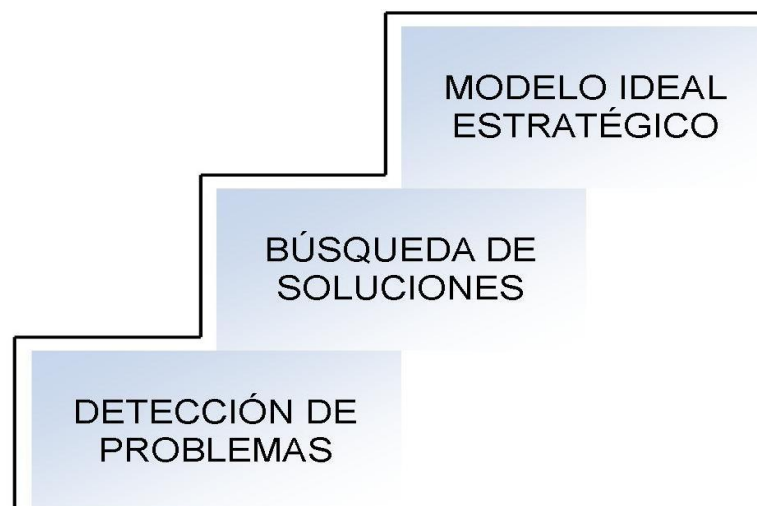 MODELO IDEAL
ESTRATÉGICO
BÚSQUEDA DE
SOLUCIONES
DETECCIÓN DE
PROBLEMAS